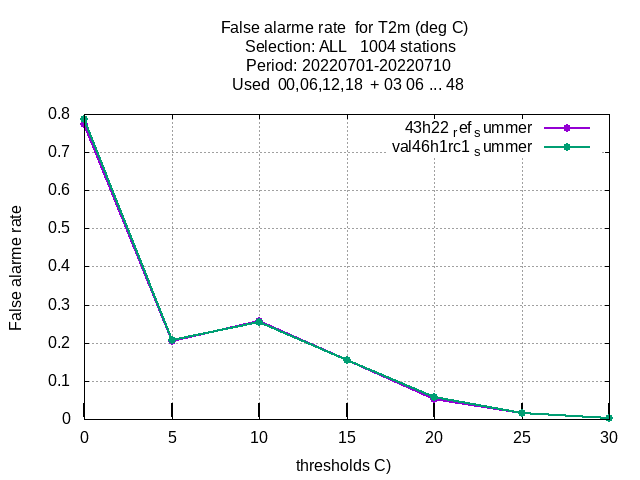 False alarme rate  for T2m (deg C)
Selection: ALL   1004 stations
Period: 20220701-20220710
Used  00,06,12,18  + 03 06 ... 48
43h22 ref summer
val46h1rc1 summer
0.8
0.7
0.6
0.5
0.4
0.3
0.2
0.1
0
False alarme rate
0 5 10 15 20 25 30
thresholds C)